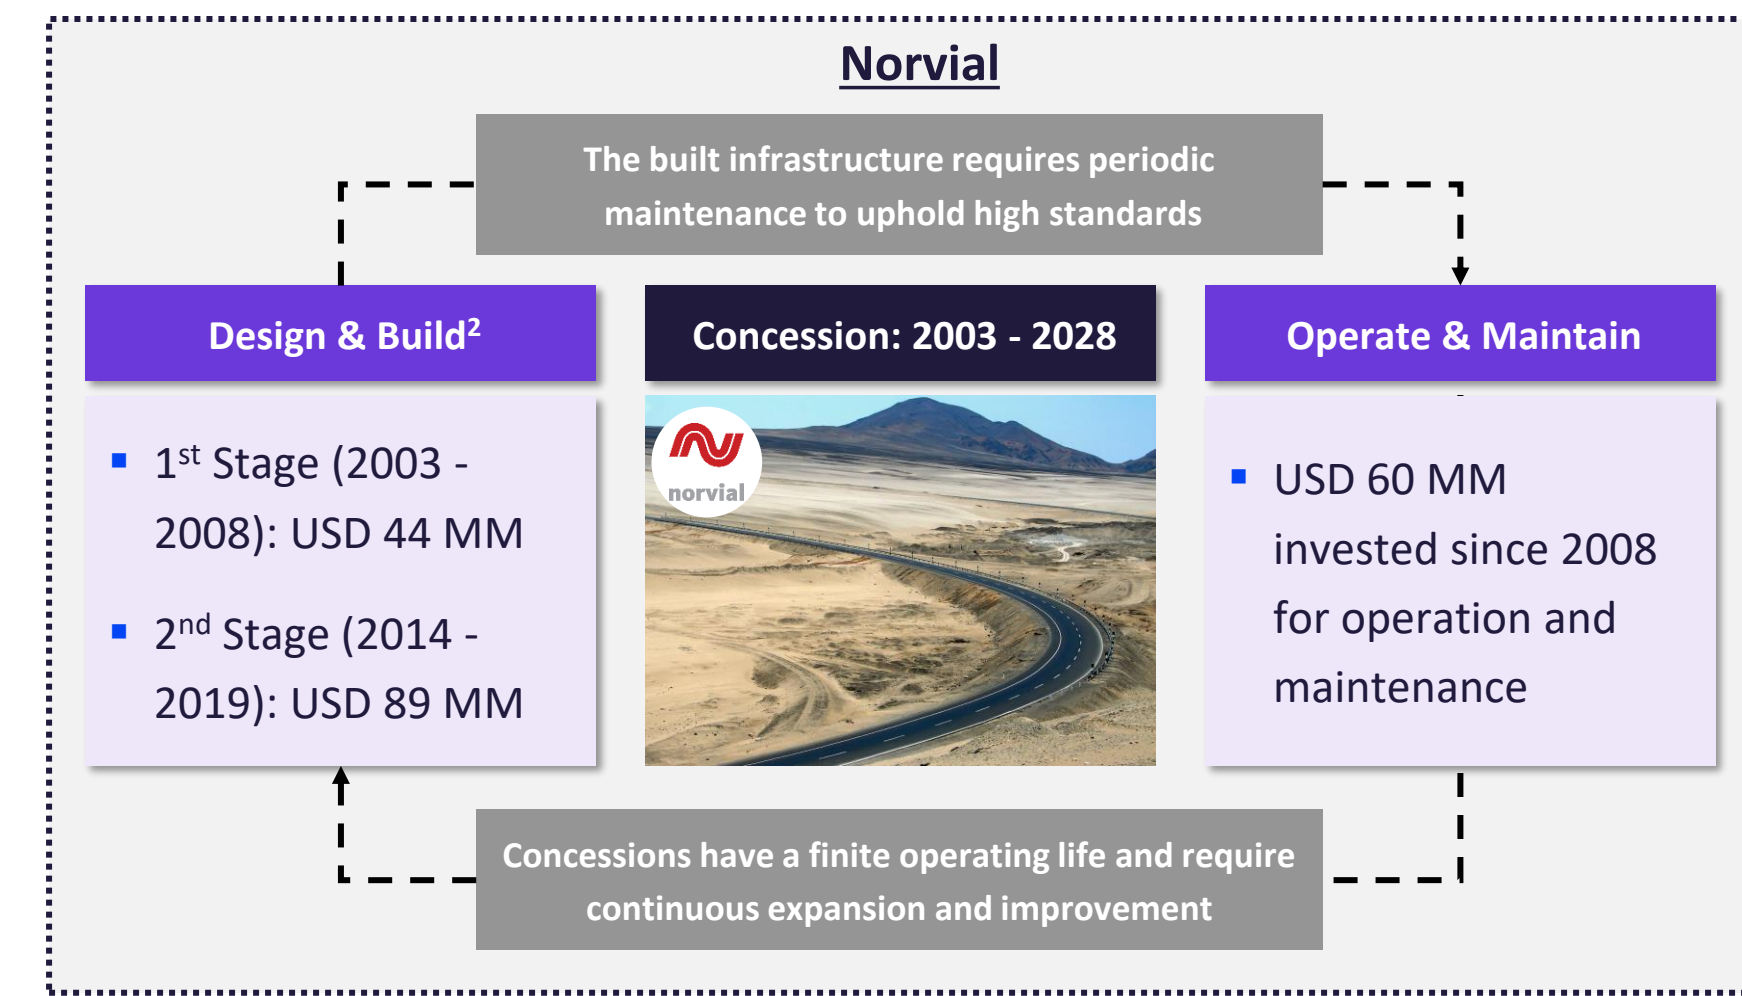 Norvial
The built infrastructure requires periodic
maintenance to uphold high standards
Design & Build²
Concession: 2003 - 2028
Operate & Maintain
▪ 1st Stage (2003 -
2008): USD 44 MM
▪ 2nd Stage (2014 -
2019): USD 89 MM
norvial
▪ USD 60 MM
invested since 2008
for operation and
maintenance
Concessions have a finite operating life and require
continuous expansion and improvement